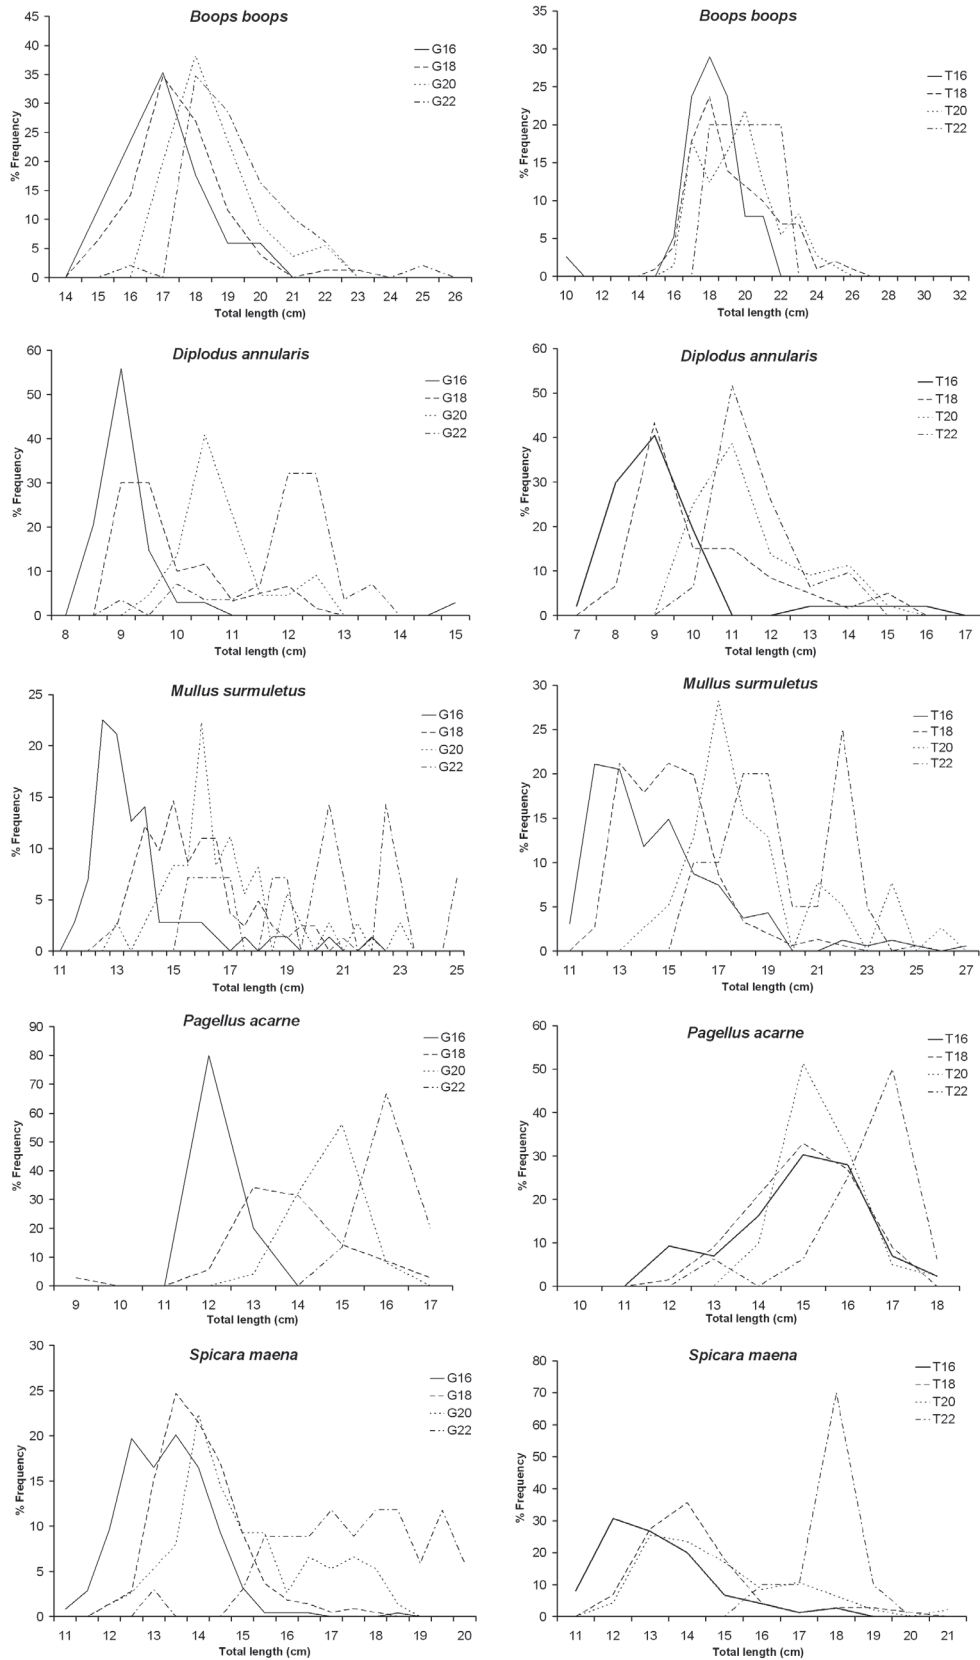 Boops boops
G16
G18
G20
G22
% Frequency
45
40
35
30
25
20
15
10
5
0
14 15 16 17 18 19 20 21 22 23 24 25 26
Total length (cm)
Boops boops
T16
T18
T20
T22
% Frequency
35
30
25
20
15
10
5
0
10 12 14 16 18 20 22 24 26 28 30 32
Total length (cm)
Diplodus annularis
G16
G18
G20
G22
% Frequency
60
50
40
30
20
10
0
8 9 10 11 12 13 14 15
Total length (cm)
Diplodus annularis
T16
T18
T20
T22
% Frequency
60
50
40
30
20
10
0
7 8 9 10 11 12 13 14 15 16 17
Total length (cm)
Mullus surmuletus
G16
G18
G20
G22
% Frequency
25
20
15
10
5
0
11 13 15 17 19 21 23 25
Total length (cm)
Mullus surmuletus
T16
T18
T20
T22
% Frequency
30
25
20
15
10
5
0
11 13 15 17 19 21 23 25 27
Total length (cm)
Pagellus acarne
G16
G18
G20
G22
% Frequency
90
80
70
60
50
40
30
20
10
0
9 10 11 12 13 14 15 16 17
Total length (cm)
Pagellus acarne
T16
T18
T20
T22
% Frequency
60
50
40
30
20
10
0
10 11 12 13 14 15 16 17 18
Total length (cm)
Spicara maena
G16
G18
G20
G22
% Frequency
30
25
20
15
10
5
0
11 12 13 14 15 16 17 18 19 20
Total length (cm)
Spicara maena
T16
T18
T20
T22
% Frequency
80
70
60
50
40
30
20
10
0
11 12 13 14 15 16 17 18 19 20 21
Total length (cm)